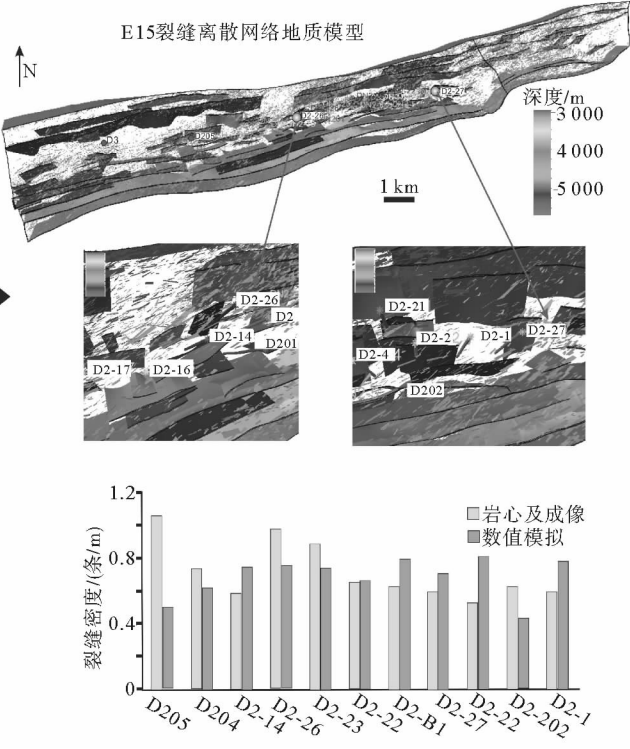 E15裂缝离散网络地质模型
N
深度/m
3 000
4 000
5 000
D2-27
D2-26
D205
D3
1 km
D2-26
D2
D2-14
D201
D2-17
D2-16
D2-21
D2-2
D2-1
D2-27
D2-4
D202
1.2
0.8
0.4
0
裂缝密度/(条/m)
岩心及成像
数值模拟
D205
D204
D2-14
D2-26
D2-23
D2-22
D2-B1
D2-27
D2-22
D2-202
D2-1